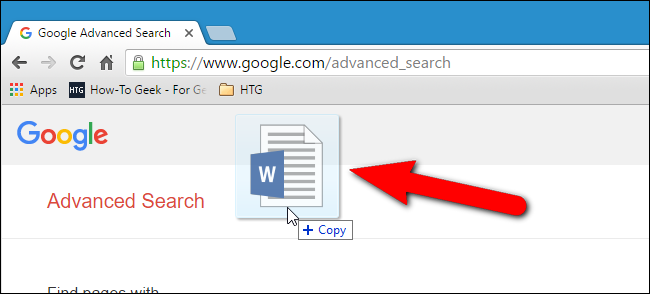 Google Advanced Search
https://www.google.com/advanced_search
Apps HTG How-To Geek - For Ge HTG
Google
W
Advanced Search
+ Copy
Find pages with